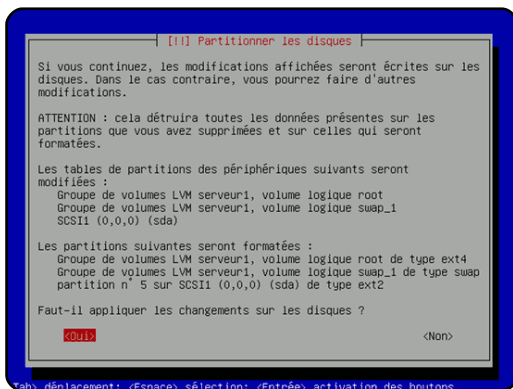 [!!] Partitionner les disques
Si vous continuez, les modifications affichées seront écrites sur les
disques. Dans le cas contraire, vous pourrez faire d'autres
modifications.
ATTENTION : cela détruira toutes les données présentes sur les
partitions que vous avez supprimées et sur celles qui seront
formatées.
Les tables de partitions des périphériques suivants seront
modifiées :
Groupe de volumes LVM serveur1, volume logique root
Groupe de volumes LVM serveur1, volume logique swap_1
SCSI1 (0,0,0) (sda)
Les partitions suivantes seront formatées :
Groupe de volumes LVM serveur1, volume logique root de type ext4
Groupe de volumes LVM serveur1, volume logique swap_1 de type swap
partition n° 5 sur SCSI1 (0,0,0) (sda) de type ext2
Faut-il appliquer les changements sur les disques ?
<Oui> <Non>
<Tab> déplacement; <Espace> sélection; <Entrée> activation des boutons